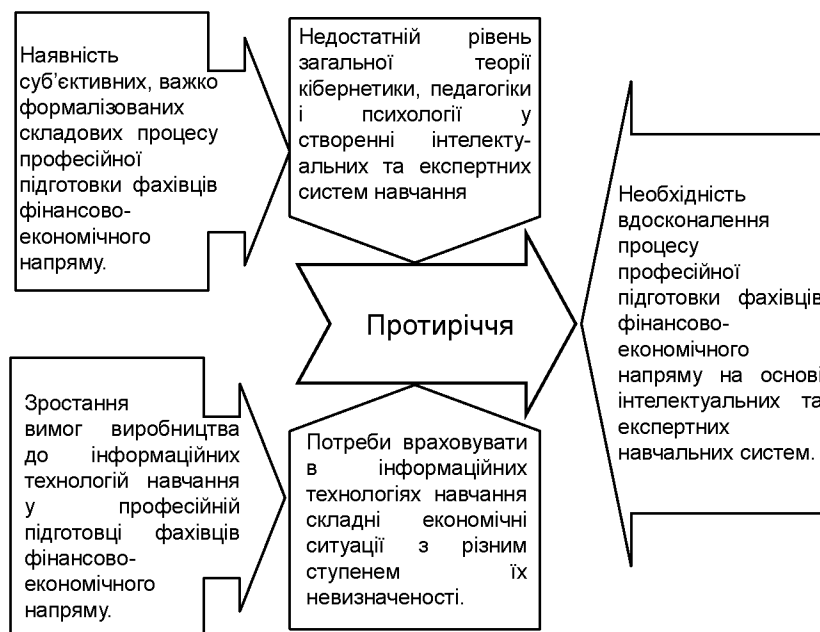 Наявність
суб’єктивних, важко
формалізованих
складових процесу
професійної
підготовки фахівців
фінансово-
економічного
напряму.
Недостатній рівень
загальної теорії
кібернетики, педагогіки
і психології у
створенні інтелекту-
альних та експертних
систем навчання
Протиріччя
Зростання
вимог виробництва
до інформаційних
технологій навчання
у професійній
підготовці фахівців
фінансово-
економічного
напряму.
Потреби враховувати
в інформаційних
технологіях навчання
складні економічні
ситуації з різним
ступенем їх
невизначеності.
Необхідність
вдосконалення
процесу
професійної
підготовки фахівців
фінансово-
економічного
напряму на основі
інтелектуальних та
експертних
навчальних систем.